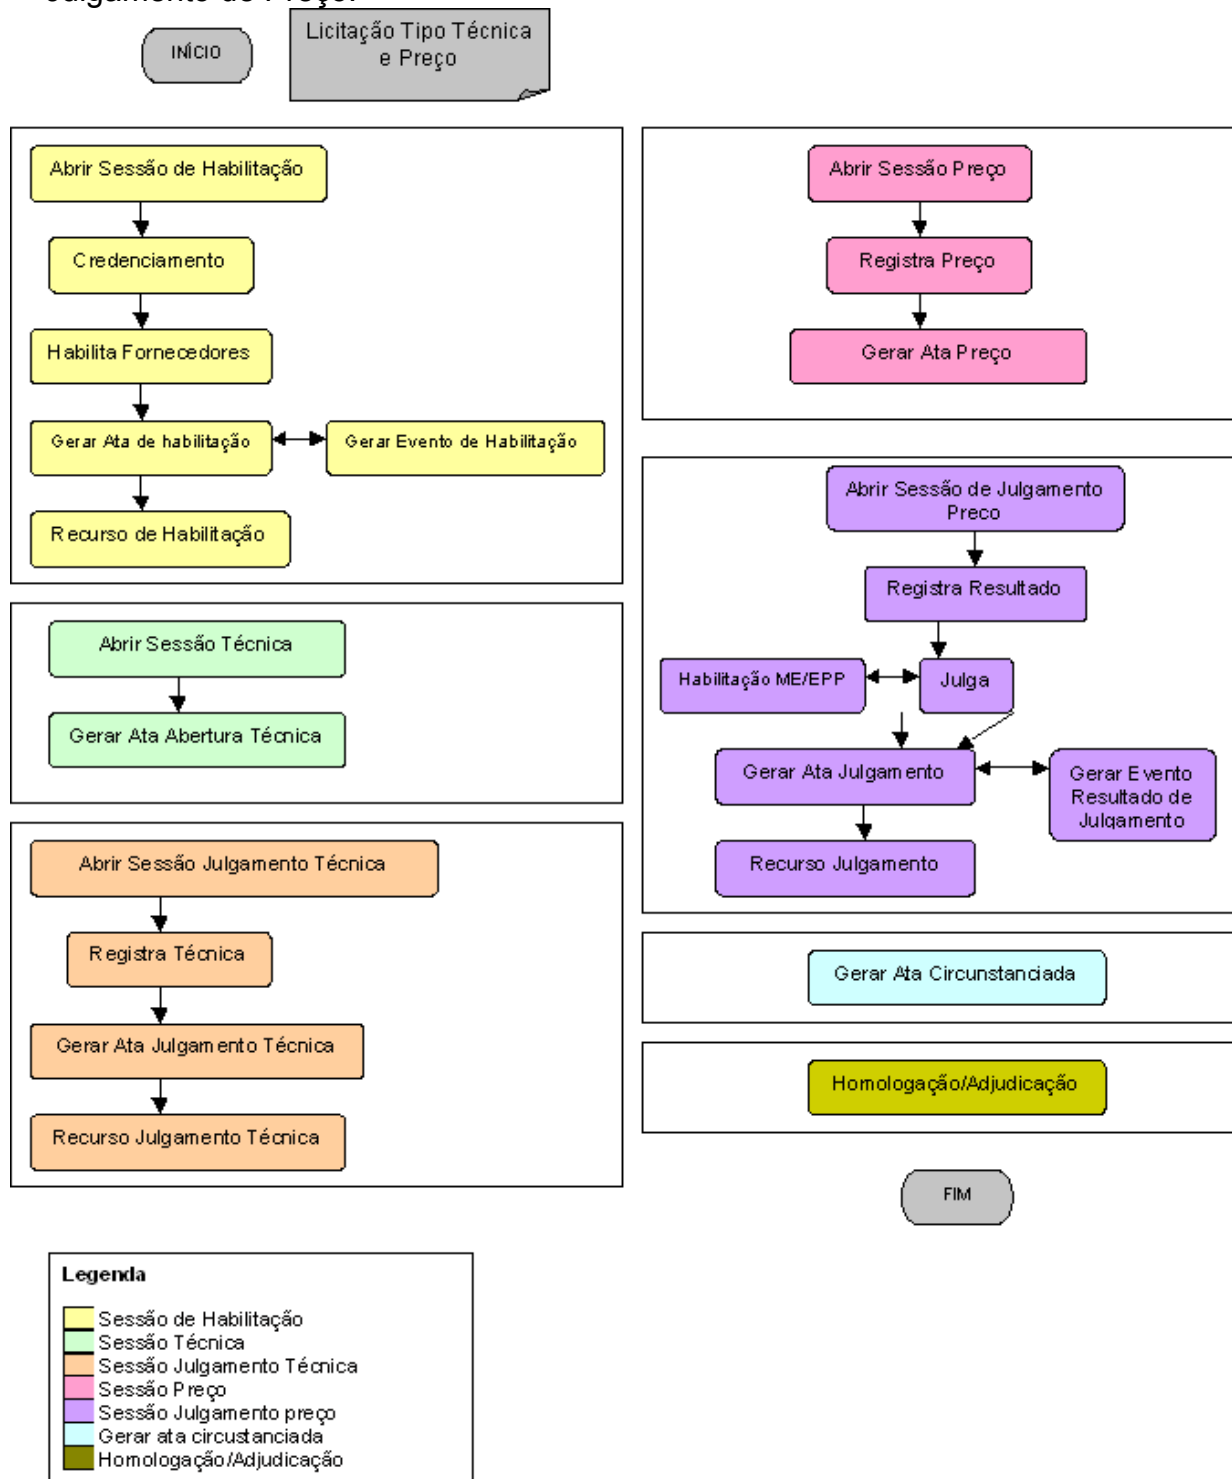 Julgamento de Preço.
INÍCIO
Licitação Tipo Técnica
e Preço
Abrir Sessão de Habilitação
Credenciamento
Habilita Fornecedores
Gerar Ata de habilitação
Gerar Evento de Habilitação
Recurso de Habilitação
Abrir Sessão Técnica
Gerar Ata Abertura Técnica
Abrir Sessão Julgamento Técnica
Registra Técnica
Gerar Ata Julgamento Técnica
Recurso Julgamento Técnica
Abrir Sessão Preço
Registra Preço
Gerar Ata Preço
Abrir Sessão de Julgamento
Preco
Registra Resultado
Habilitação ME/EPP
Julga
Gerar Ata Julgamento
Gerar Evento
Resultado de
Julgamento
Recurso Julgamento
Gerar Ata Circunstanciada
Homologação/Adjudicação
FIM
Legenda
Sessão de Habilitação
Sessão Técnica
Sessão Julgamento Técnica
Sessão Preço
Sessão Julgamento preço
Gerar ata circustanciada
Homologação/Adjudicação